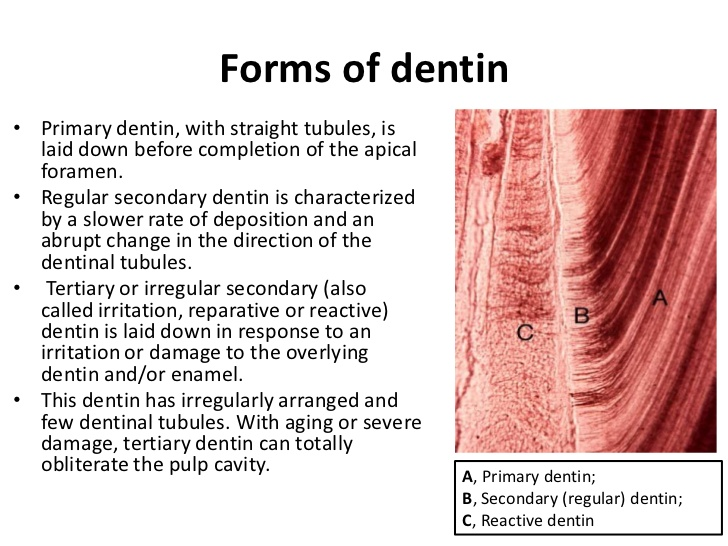 Forms of dentin
• Primary dentin, with straight tubules, is
laid down before completion of the apical
foramen.
• Regular secondary dentin is characterized
by a slower rate of deposition and an
abrupt change in the direction of the
dentinal tubules.
• Tertiary or irregular secondary (also
called irritation, reparative or reactive)
dentin is laid down in response to an
irritation or damage to the overlying
dentin and/or enamel.
• This dentin has irregularly arranged and
few dentinal tubules. With aging or severe
damage, tertiary dentin can totally
obliterate the pulp cavity.
A
B
C
A, Primary dentin;
B, Secondary (regular) dentin;
C, Reactive dentin